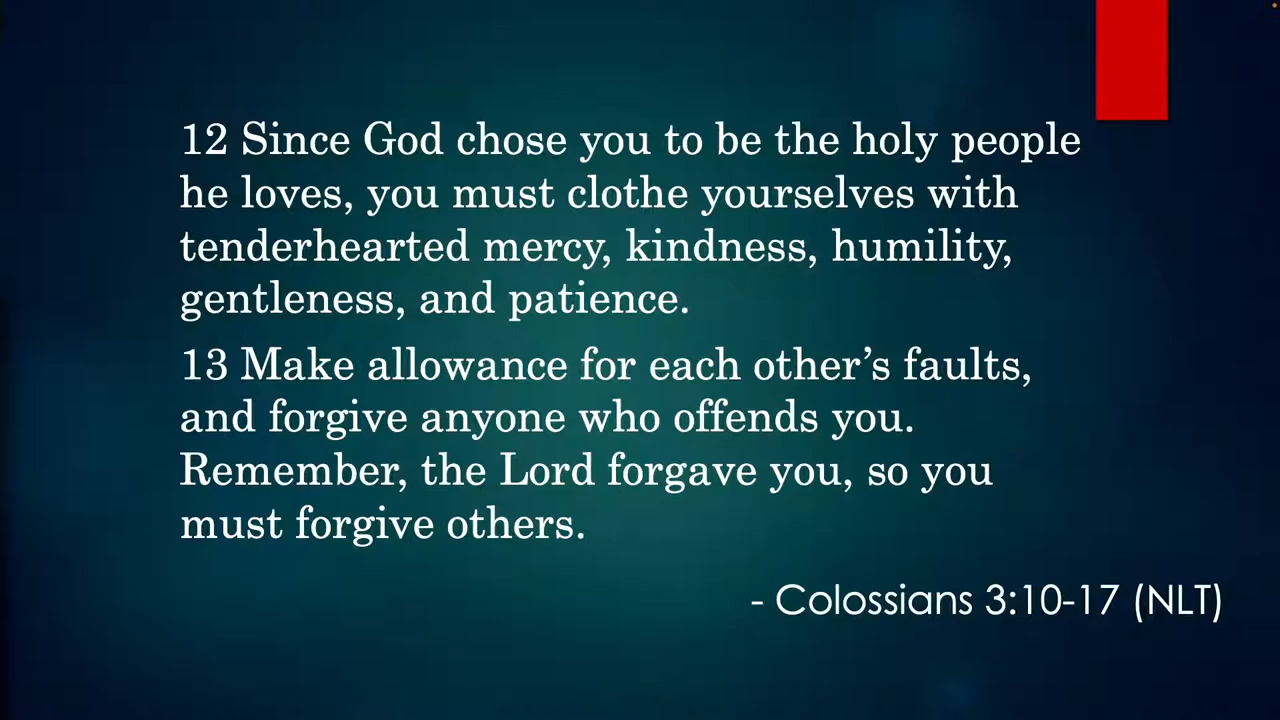 12 Since God chose you to be the holy people
he loves, you must clothe yourselves with
tenderhearted mercy, kindness, humility,
gentleness, and patience.
13 Make allowance for each other’s faults,
and forgive anyone who offends you.
Remember, the Lord forgave you, so you
must forgive others.
- Colossians 3:10-17 (NLT)